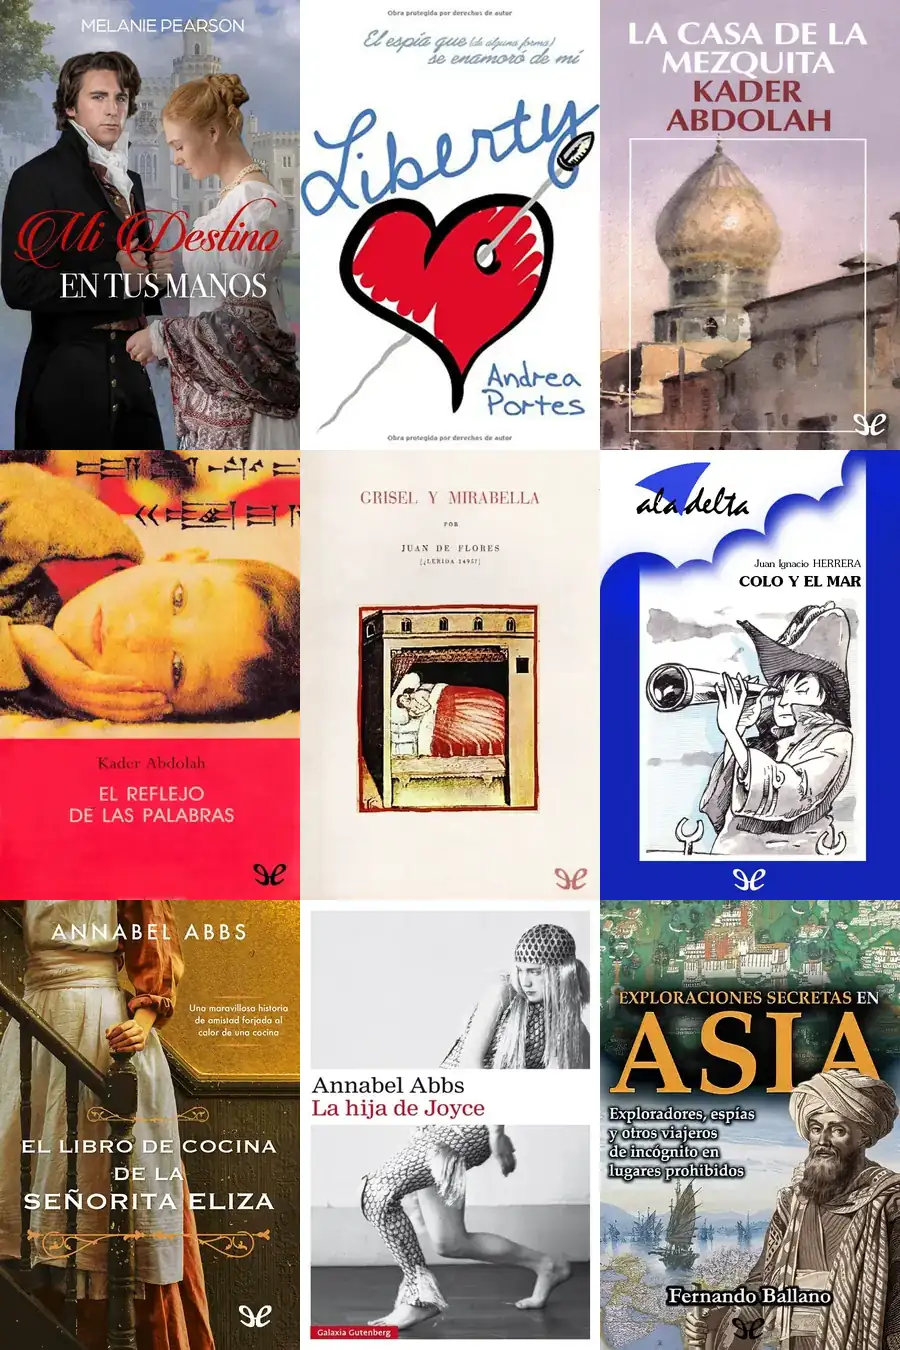 MELANIE PEARSON
Mi Destino
EN TUS MANOS
Obra protegida por derechos de autor
El espía que (de alguna forma)
se enamoró de mí
Liberty
Andrea
Portes
Obra protegida por derechos de autor
LA CASA DE LA
MEZQUITA
KADER
ABDOLAH
Kader Abdolah
EL REFLEJO
DE LAS PALABRAS
GRISEL Y MIRABELLA
POR
JUAN DE FLORES
(¿LERIDA 1495?)
ala delta
Juan Ignacio HERRERA
COLO Y EL MAR
ANNABEL ABBS
Una maravillosa historia
de amistad forjada al
calor de una cocina
EL LIBRO DE COCINA
DE LA
SEÑORITA ELIZA
Annabel Abbs
La hija de Joyce
Galaxia Gutenberg
EXPLORACIONES SECRETAS EN
ASIA
Exploradores, espías
y otros viajeros
de incógnito en
lugares prohibidos
Fernando Ballano